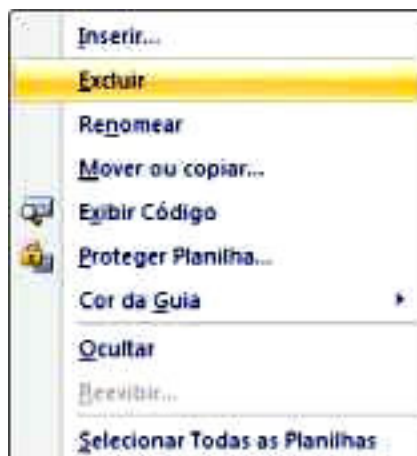 Inserir...
Excluir
Renomear
Mover ou copiar...
Exibir Código
Proteger Planilha...
Cor da Guia
Ocultar
Reexibir...
Selecionar Todas as Planilhas